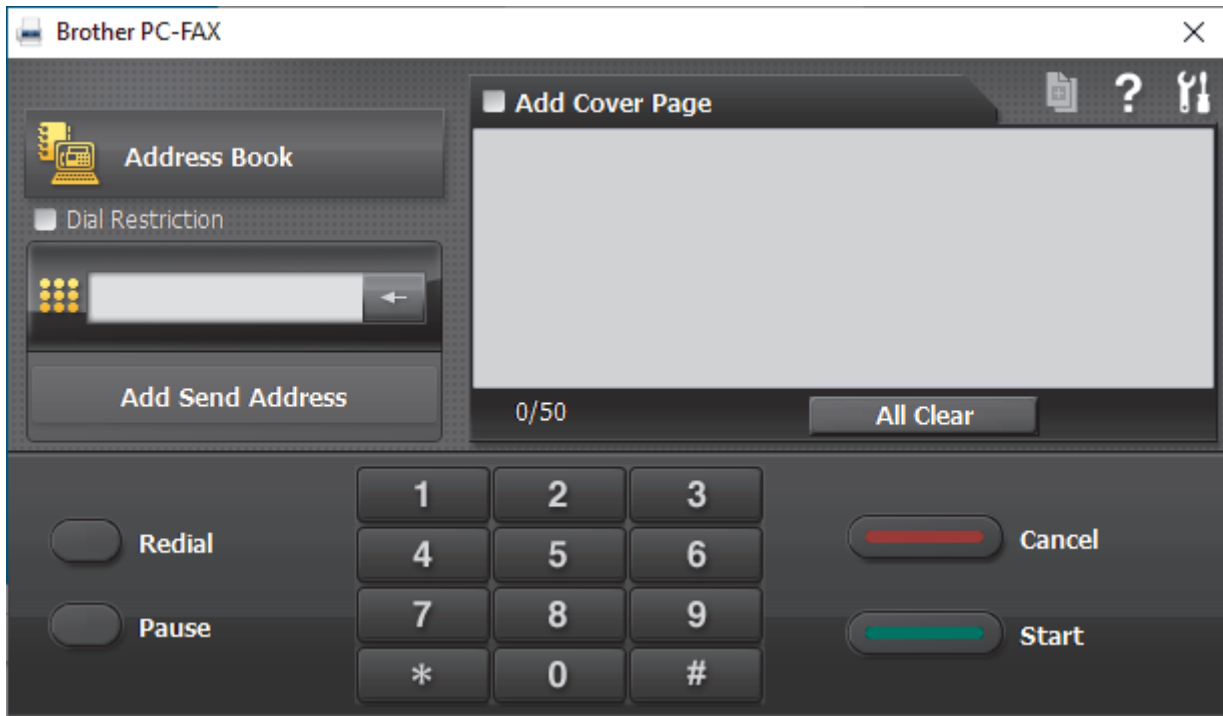 Brother PC-FAX
Add Cover Page
?
Address Book
Dial Restriction
Add Send Address
0/50
All Clear
1 2 3
Redial
4 5 6
Cancel
7 8 9
Pause
Start
* 0 #